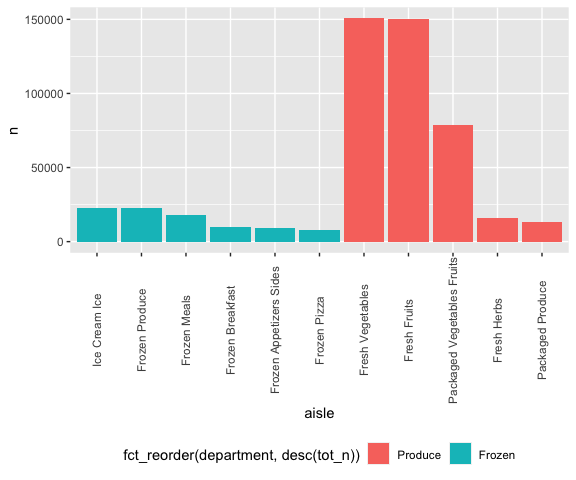 150000
100000
50000
0
n
Ice Cream Ice
Frozen Produce
Frozen Meals
Frozen Breakfast
Frozen Appetizers Sides
Frozen Pizza
Fresh Vegetables
Fresh Fruits
Packaged Vegetables Fruits
Fresh Herbs
Packaged Produce
aisle
fct_reorder(department, desc(tot_n)) Produce Frozen